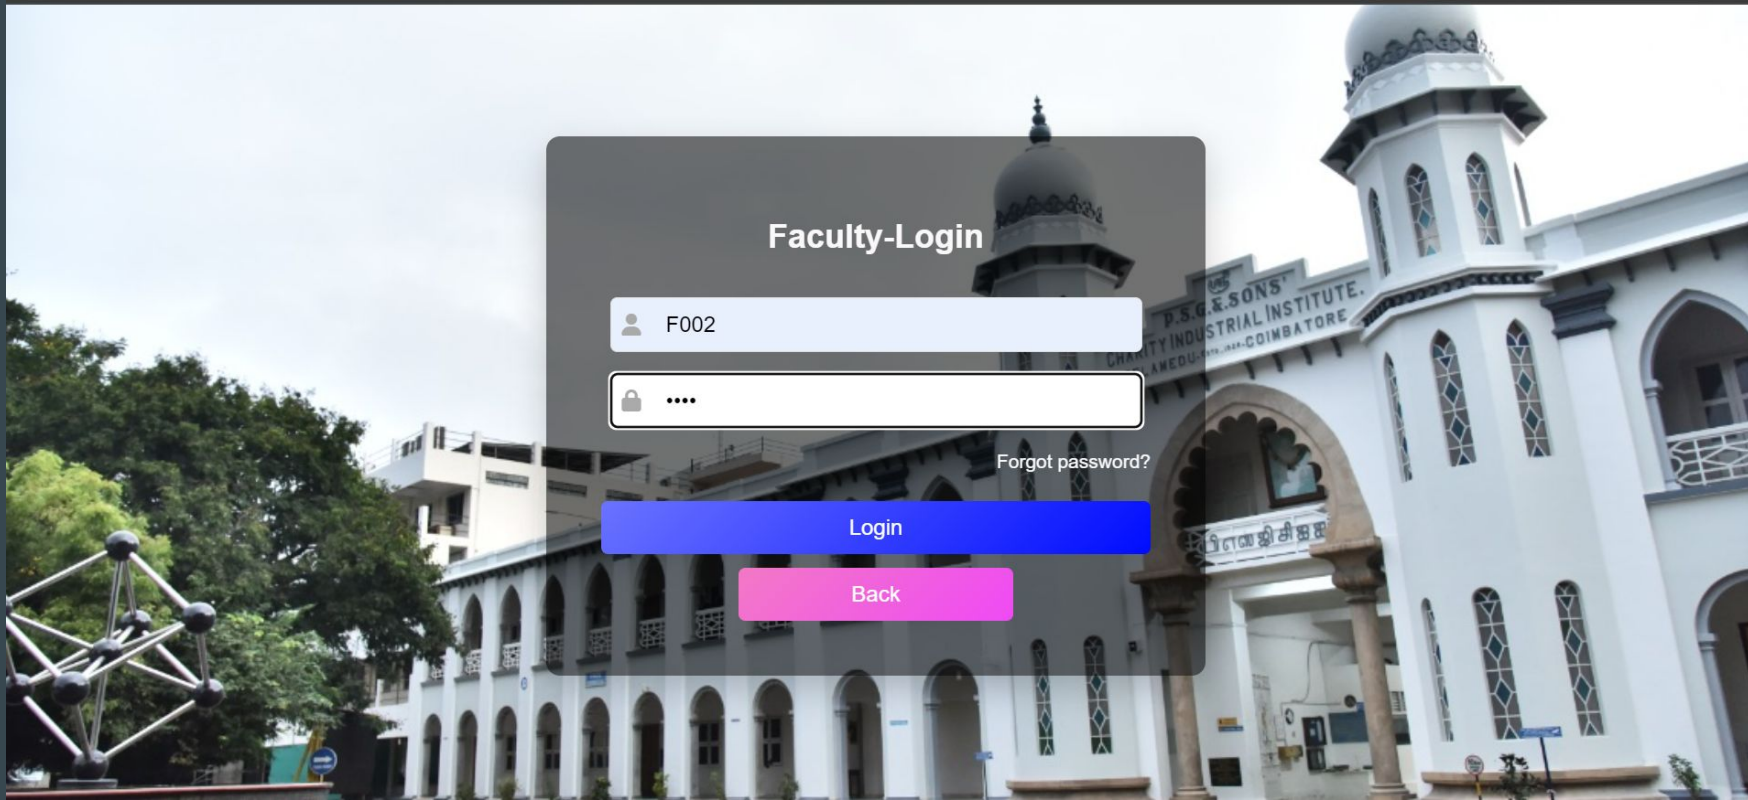 Faculty-Login
F002
••••
Forgot password?
Login
Back
P.S.G.&SONS'
CHARITY INDUSTRIAL INSTITUTE.
COIMBATORE